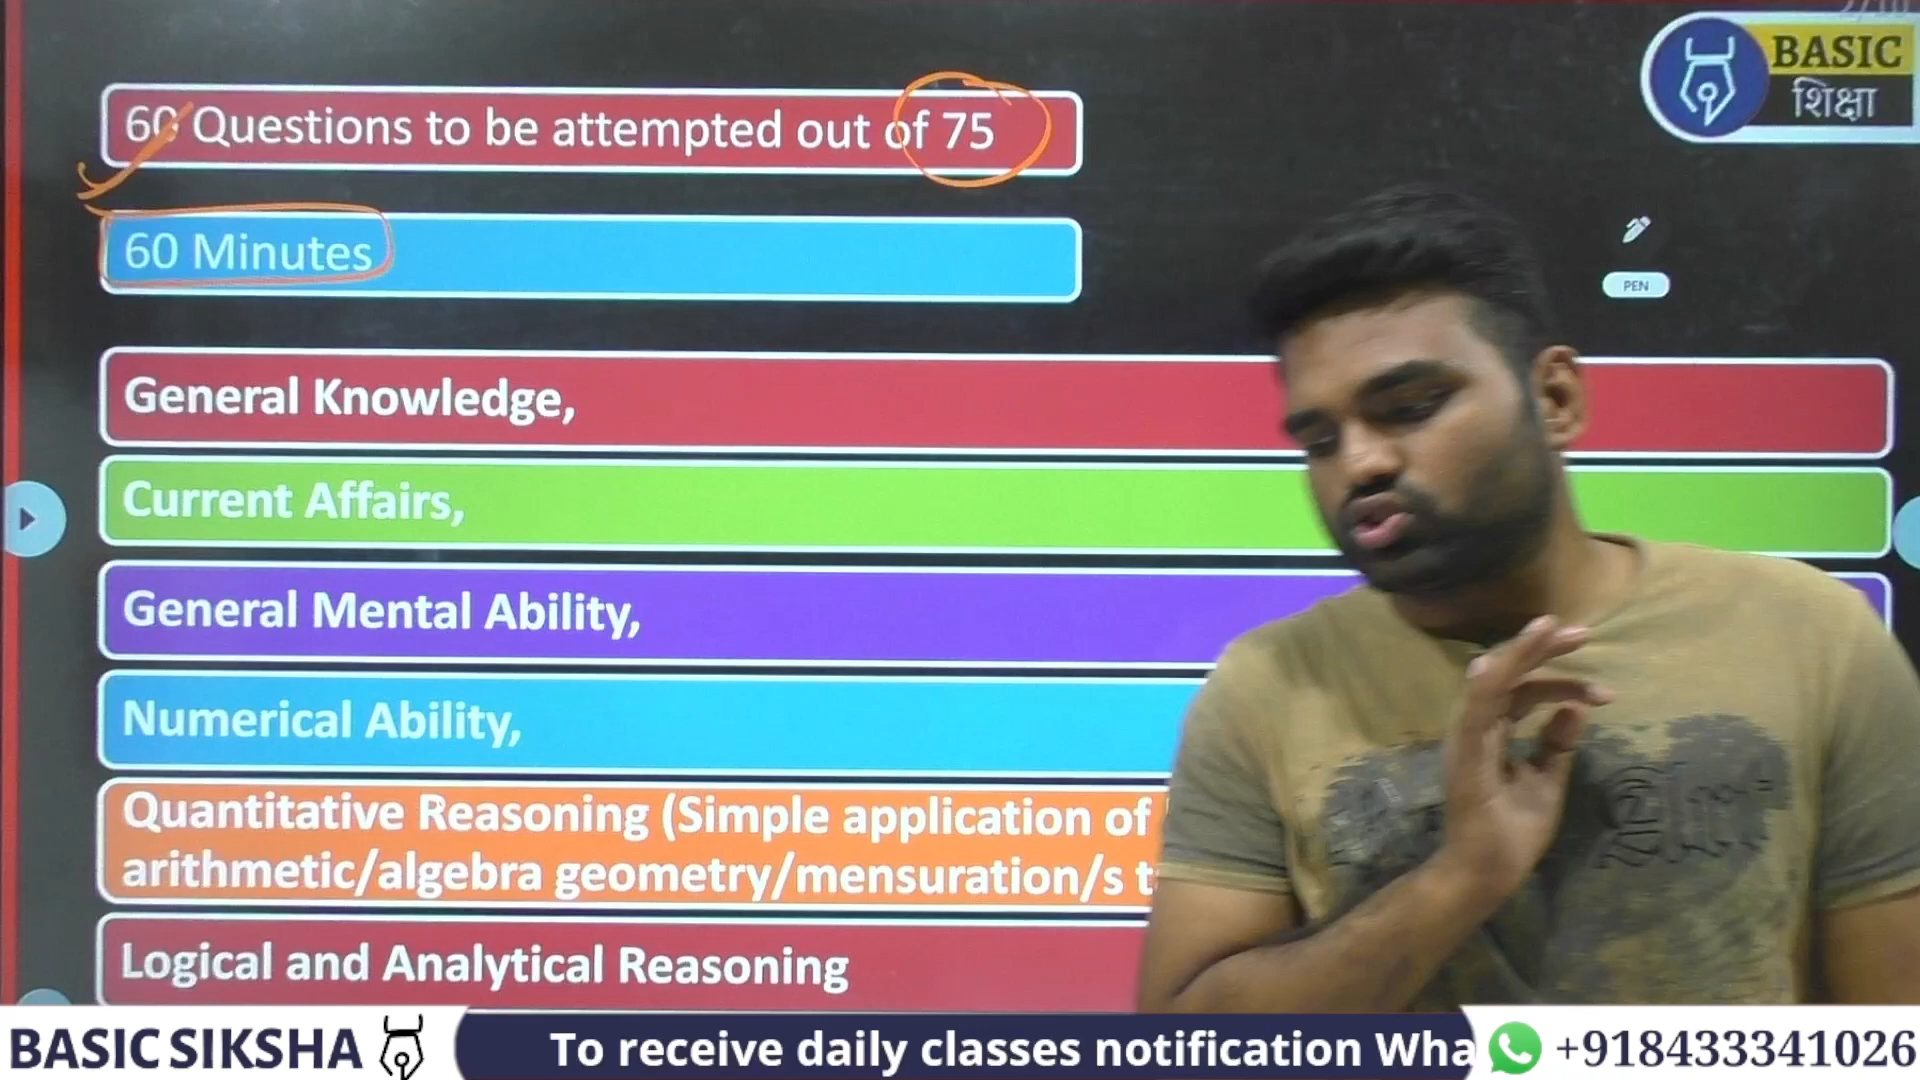 BASIC
शिक्षा
60 Questions to be attempted out of 75
60 Minutes
PEN
General Knowledge,
Current Affairs,
General Mental Ability,
Numerical Ability,
Quantitative Reasoning (Simple application of
arithmetic/algebra geometry/mensuration/s
Logical and Analytical Reasoning
BASIC SIKSHA
To receive daily classes notification Wha
+918433341026